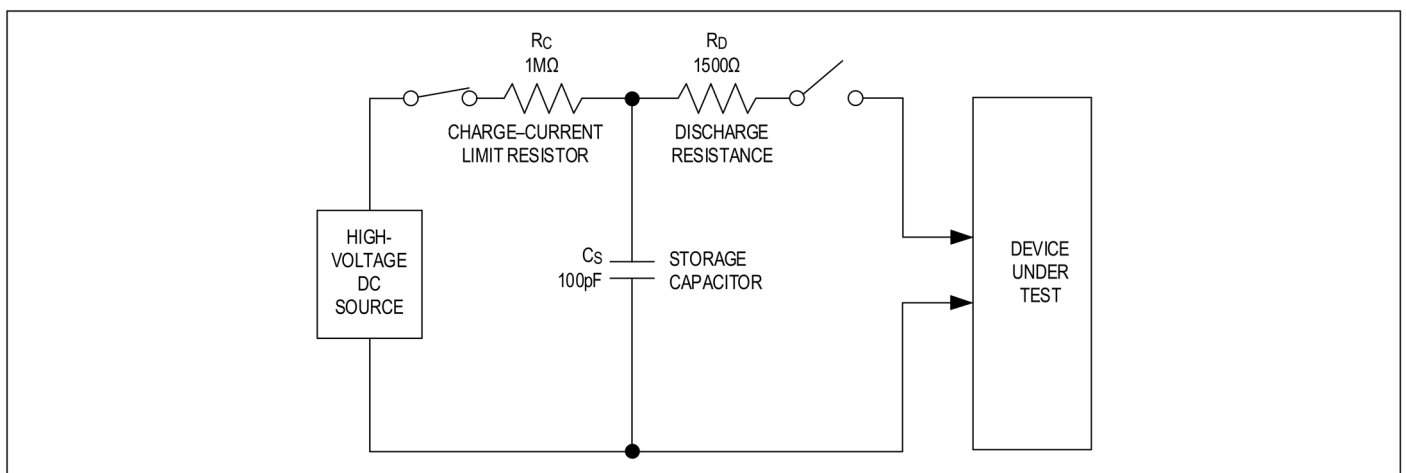 RC
1MΩ
CHARGE–CURRENT
LIMIT RESISTOR
RD
1500Ω
DISCHARGE
RESISTANCE
HIGH-
VOLTAGE
DC
SOURCE
CS
100pF
STORAGE
CAPACITOR
DEVICE
UNDER
TEST